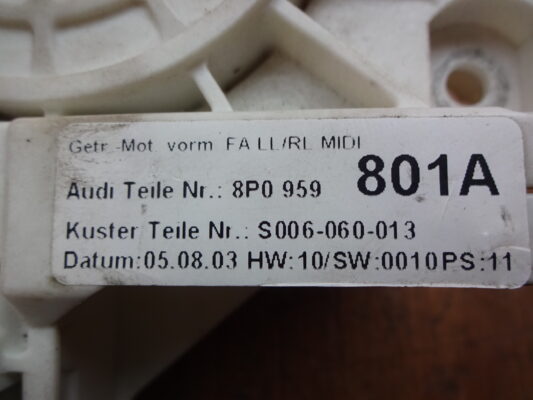 Getr.-Mot. vorm. FA LL/RL MIDI
Audi Teile Nr.: 8P0 959 801A
Kuster Teile Nr.: S006-060-013
Datum:05.08.03 HW:10/SW:0010PS:11